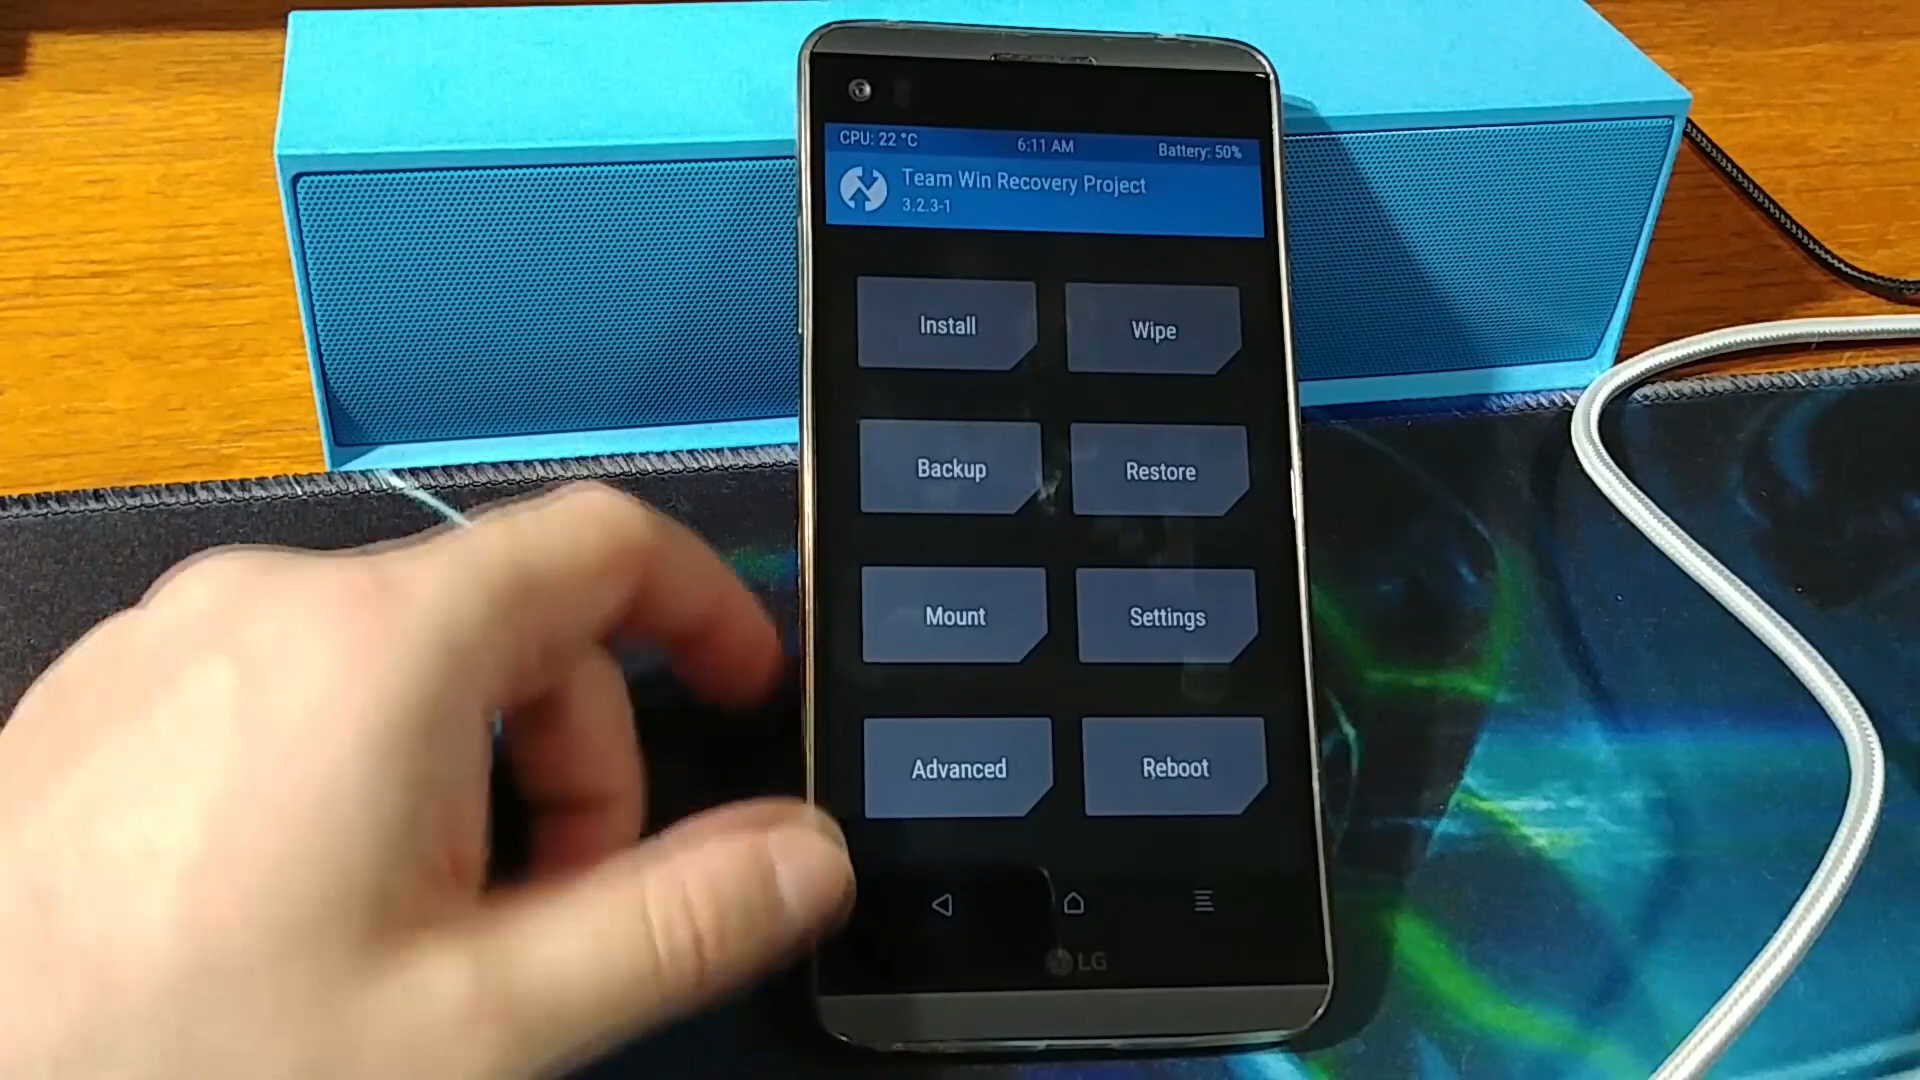 CPU: 22 °C 6:11 AM Battery: 50%
Team Win Recovery Project
3.2.3-1
Install Wipe
Backup Restore
Mount Settings
Advanced Reboot
LG